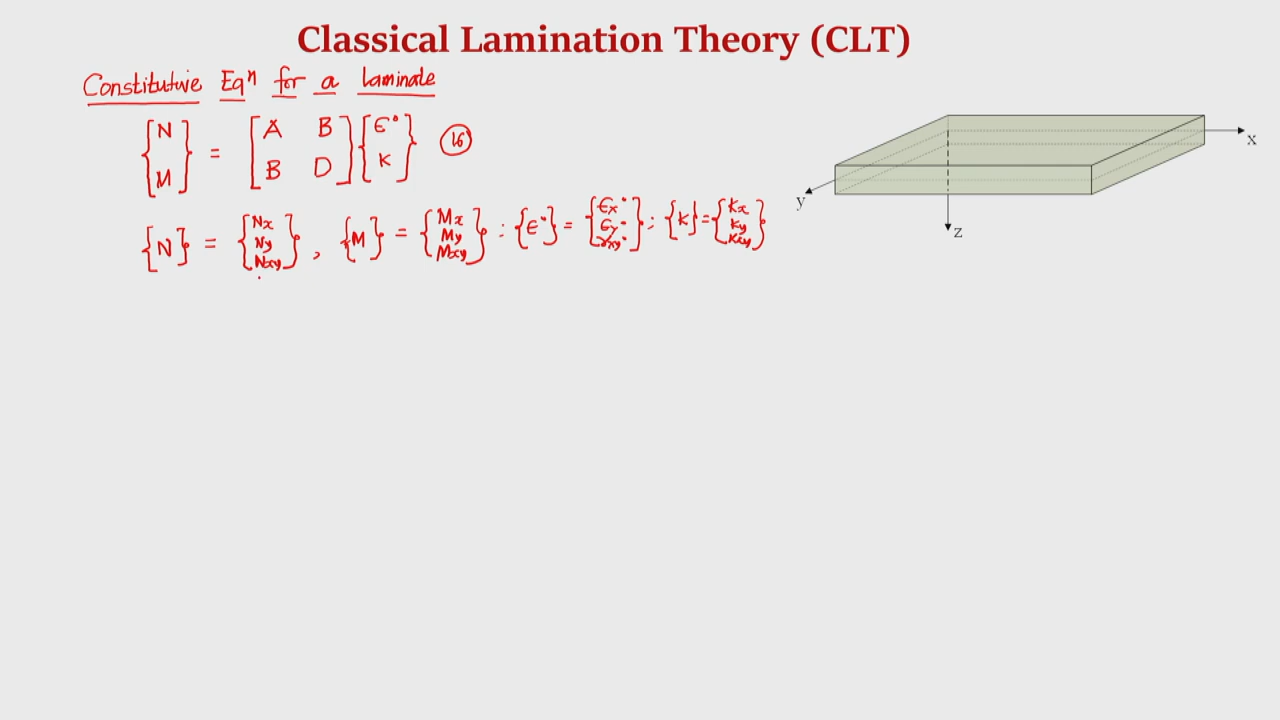 Classical Lamination Theory (CLT)
Constitutive Eqⁿ for a laminate
{N M} = [A B B D] {ϵ° K} (16)
{N} = {Nx Ny Nxy}, {M} = {Mx My Mxy} : {ϵ°} = {ϵx° ϵy° γxy°} ; {K} = {Kx Ky Kxy}
x
y
z